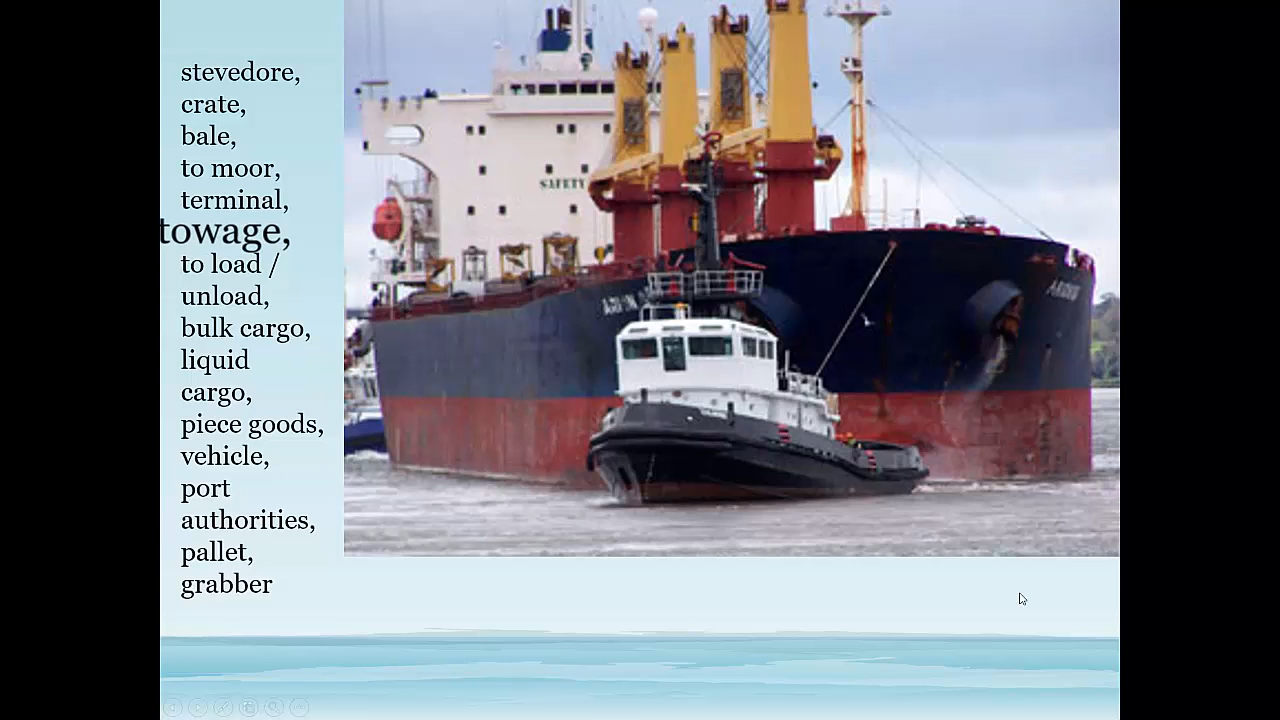 stevedore,
crate,
bale,
to moor,
terminal,
towage,
to load /
unload,
bulk cargo,
liquid
cargo,
piece goods,
vehicle,
port
authorities,
pallet,
grabber
SAFETY